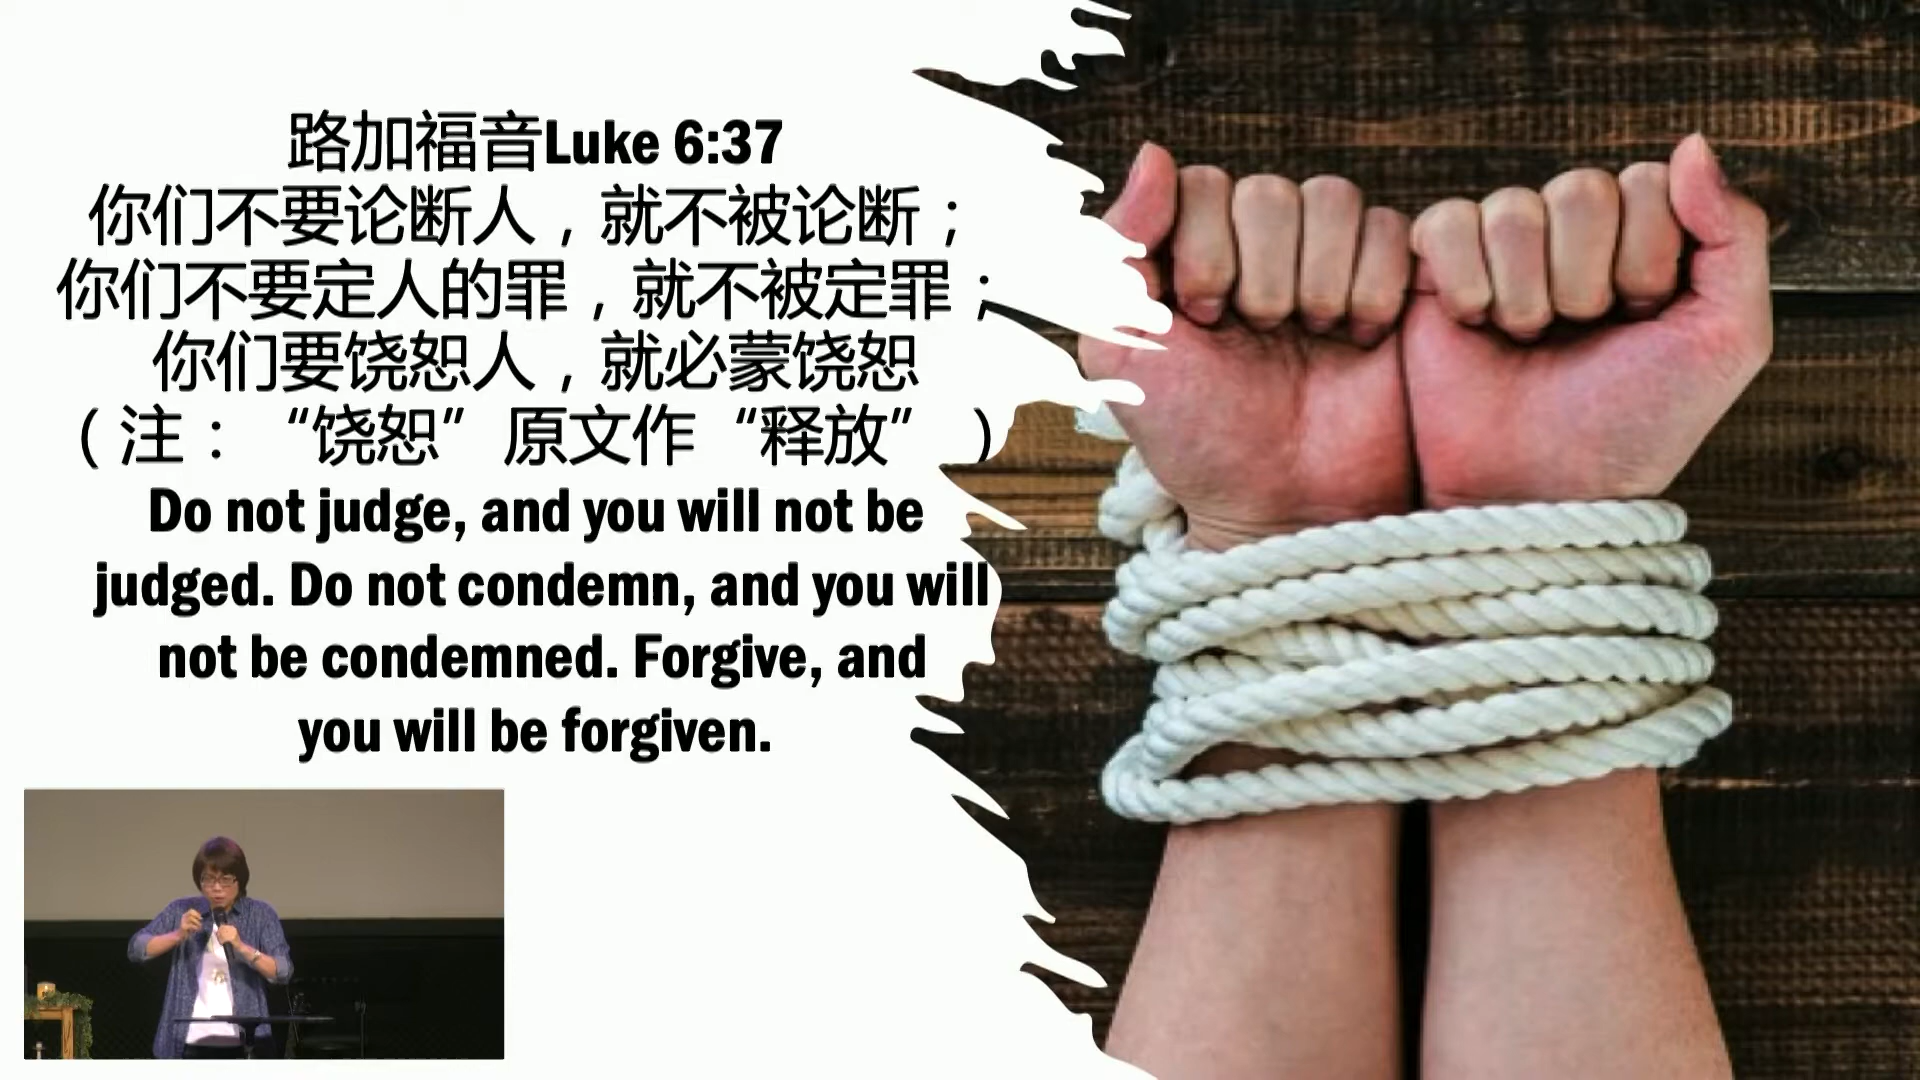 路加福音Luke 6:37
你们不要论断人，就不被论断；
你们不要定人的罪，就不被定罪；
你们要饶恕人，就必蒙饶恕
（注：“饶恕”原文作“释放”）
Do not judge, and you will not be
judged. Do not condemn, and you will
not be condemned. Forgive, and
you will be forgiven.